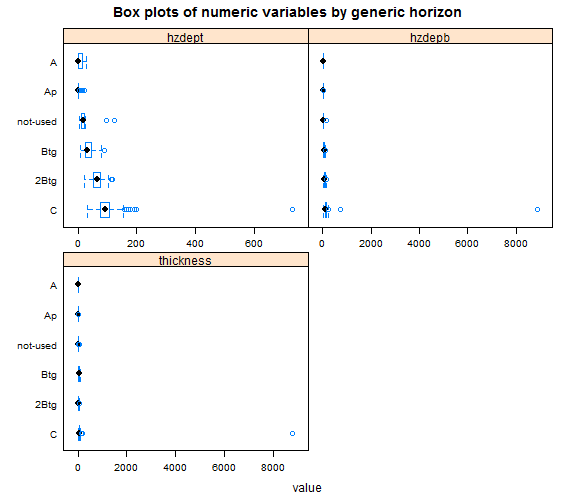 Box plots of numeric variables by generic horizon
hzdept hzdepb
A
Ap
not-used
Btg
2Btg
C
0 200 400 600 0 2000 4000 6000 8000
thickness
A
Ap
not-used
Btg
2Btg
C
0 2000 4000 6000 8000
value